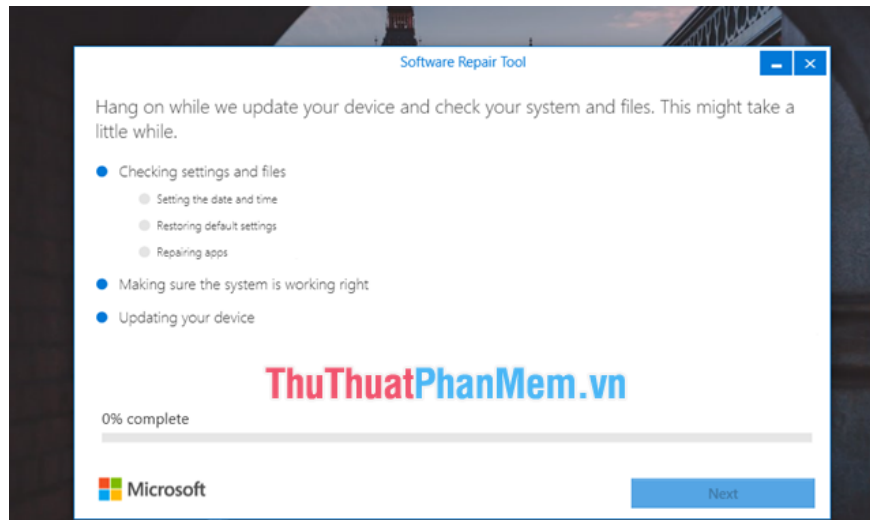 Software Repair Tool
Hang on while we update your device and check your system and files. This might take a
little while.
Checking settings and files
Setting the date and time
Restoring default settings
Repairing apps
Making sure the system is working right
Updating your device
ThuThuatPhanMem.vn
0% complete
Microsoft
Next